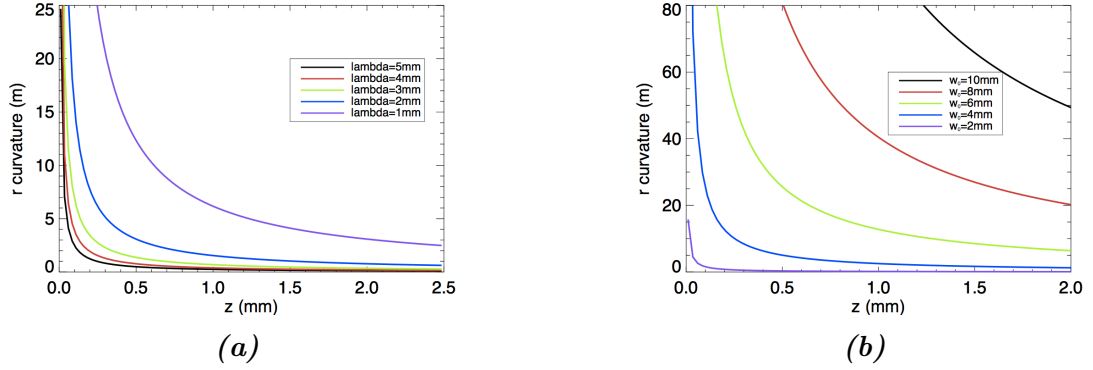 25
20
15
10
5
0
r curvature (m)
lambda=5mm
lambda=4mm
lambda=3mm
lambda=2mm
lambda=1mm
0.0 0.5 1.0 1.5 2.0 2.5
z (mm)
(a)
80
60
40
20
0
r curvature (m)
w₀=10mm
w₀=8mm
w₀=6mm
w₀=4mm
w₀=2mm
0.0 0.5 1.0 1.5 2.0
z (mm)
(b)